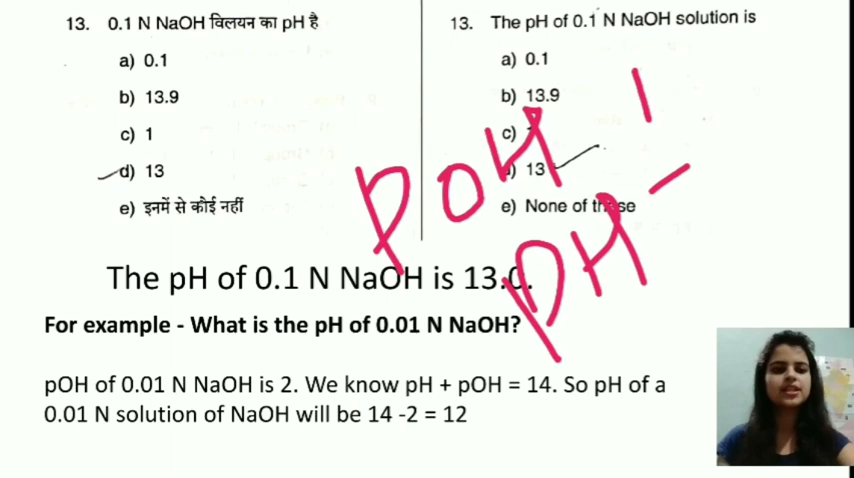 13. 0.1 N NaOH विलयन का pH है
a) 0.1
b) 13.9
c) 1
d) 13
e) इनमें से कोई नहीं
13. The pH of 0.1 N NaOH solution is
a) 0.1
b) 13.9
c)
d) 13
e) None of these
POH 1
PH -
The pH of 0.1 N NaOH is 13.0.
For example - What is the pH of 0.01 N NaOH?
pOH of 0.01 N NaOH is 2. We know pH + pOH = 14. So pH of a
0.01 N solution of NaOH will be 14 -2 = 12